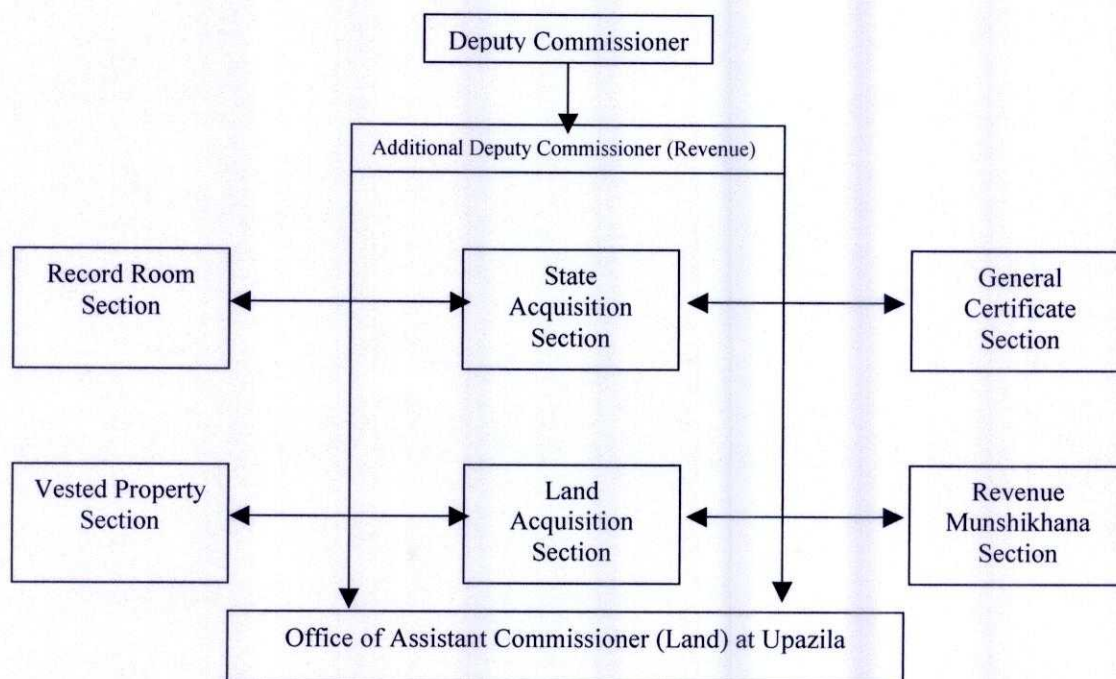 Deputy Commissioner
Additional Deputy Commissioner (Revenue)
Record Room
Section
State
Acquisition
Section
General
Certificate
Section
Vested Property
Section
Land
Acquisition
Section
Revenue
Munshikhana
Section
Office of Assistant Commissioner (Land) at Upazila